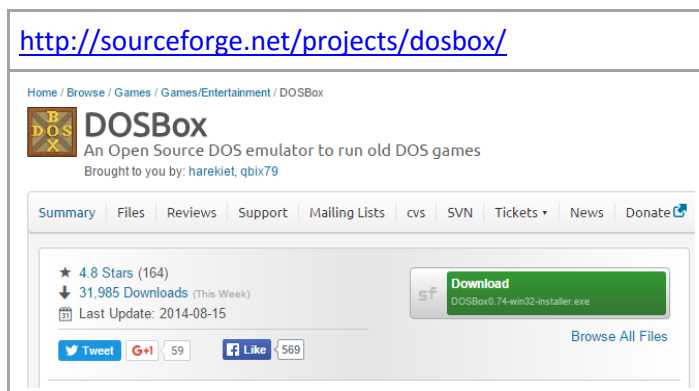 http://sourceforge.net/projects/dosbox/
Home / Browse / Games / Games/Entertainment / DOSBox
B
DOS
X
DOSBox
An Open Source DOS emulator to run old DOS games
Brought to you by: harekiet, qbix79
Summary Files Reviews Support Mailing Lists cvs SVN Tickets ▾ News Donate
★ 4.8 Stars (164)
31,985 Downloads (This Week)
Last Update: 2014-08-15
sf
Download
DOSBox0.74-win32-installer.exe
Browse All Files
Tweet G+1 59 f Like 569